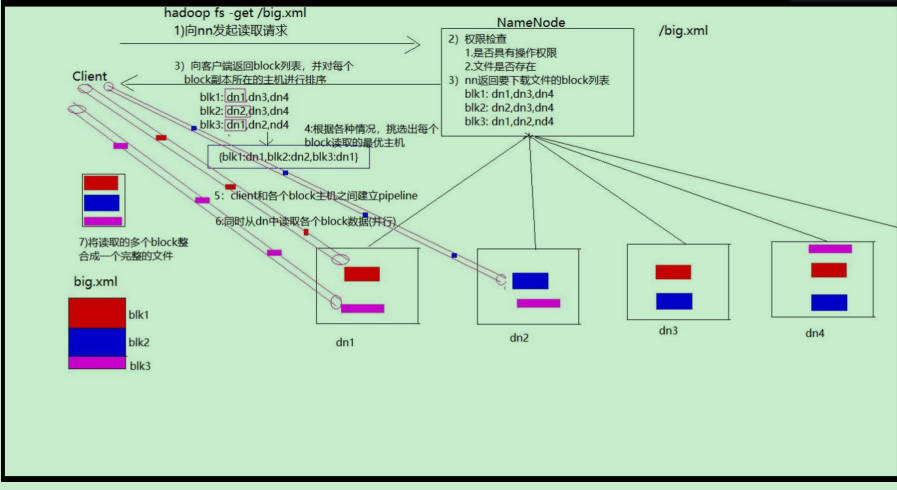 hadoop fs -get /big.xml
1)向nn发起读取请求
NameNode
/big.xml
2）权限检查
1.是否具有操作权限
2.文件是否存在
3）nn返回要下载文件的block列表
blk1: dn1,dn3,dn4
blk2: dn2,dn3,dn4
blk3: dn1,dn2,nd4
Client
3）向客户端返回block列表，并对每个
block副本所在的主机进行排序
blk1: dn1,dn3,dn4
blk2: dn2,dn3,dn4
blk3: dn1,dn2,nd4
4:根据各种情况，挑选出每个
block读取的最优主机
{blk1:dn1,blk2:dn2,blk3:dn1}
5：client和各个block主机之间建立pipeline
6:同时从dn中读取各个block数据(并行)
7)将读取的多个block整
合成一个完整的文件
big.xml
blk1
blk2
blk3
dn1
dn2
dn3
dn4